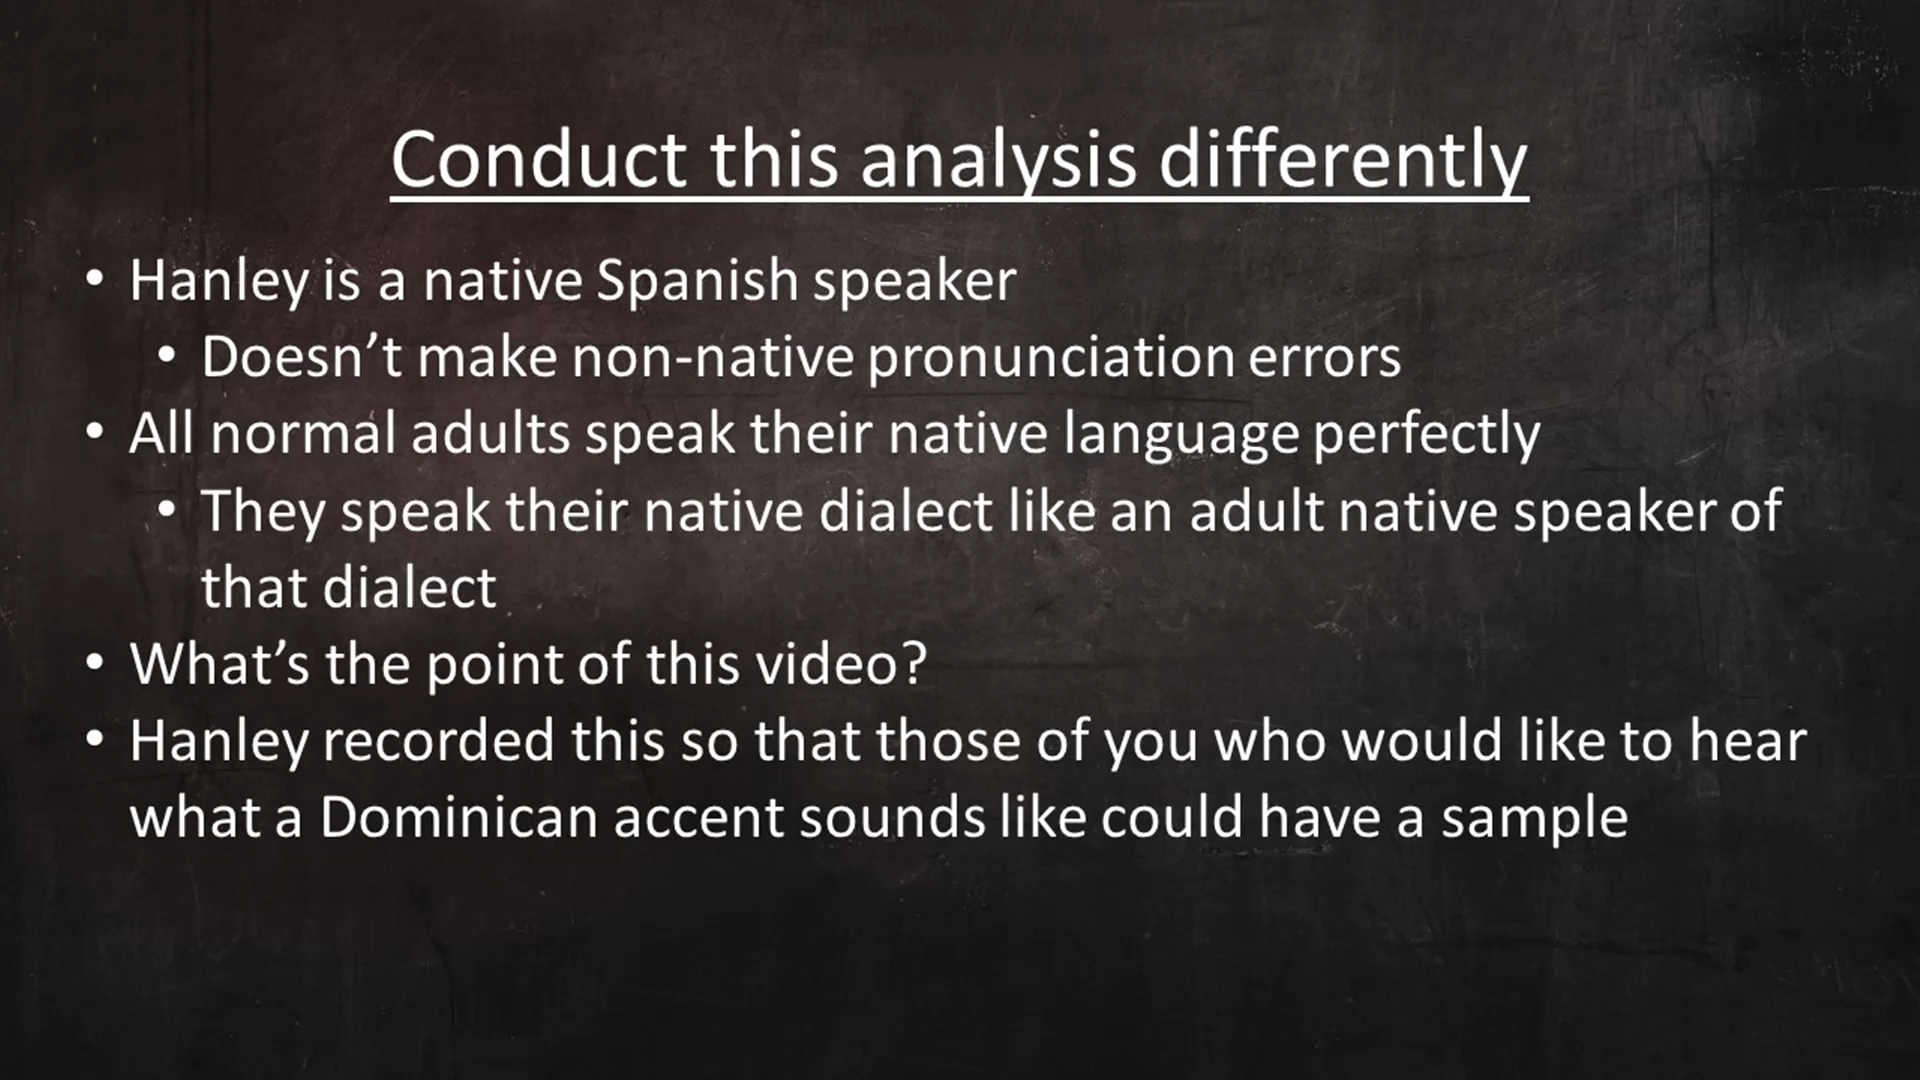 Conduct this analysis differently
• Hanley is a native Spanish speaker
• Doesn’t make non-native pronunciation errors
• All normal adults speak their native language perfectly
• They speak their native dialect like an adult native speaker of
that dialect
• What’s the point of this video?
• Hanley recorded this so that those of you who would like to hear
what a Dominican accent sounds like could have a sample